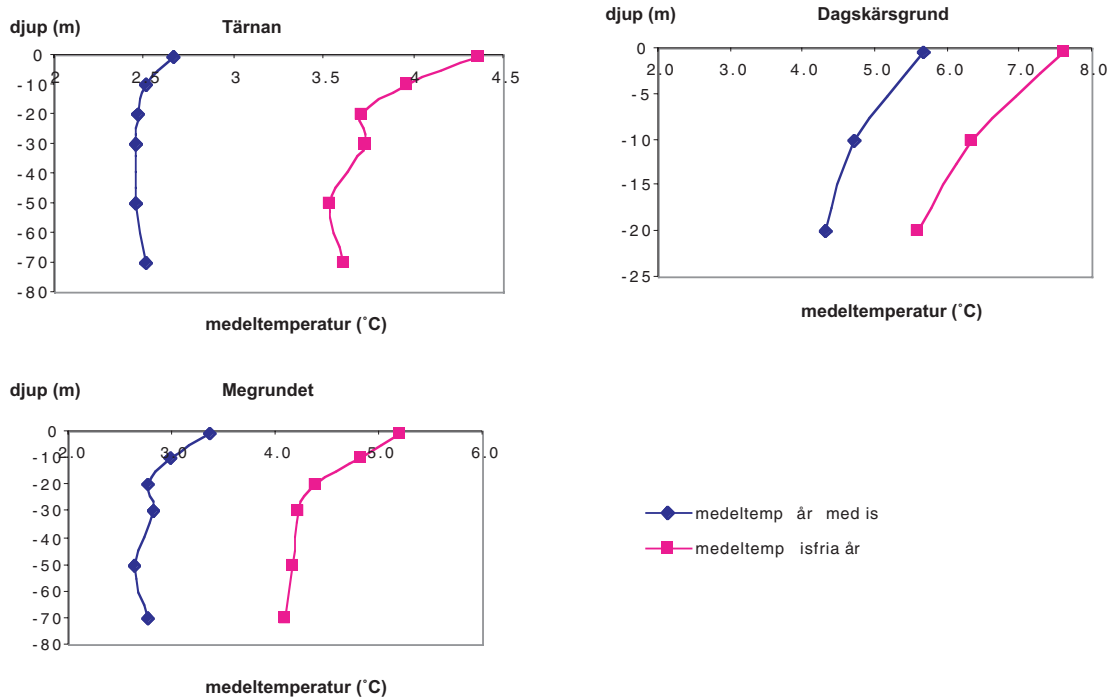 djup (m) Tärnan
0
2 2.5 3 3.5 4 4.5
-10
-20
-30
-40
-50
-60
-70
-80
medeltemperatur (˚C)
djup (m) Dagskärsgrund
0
2.0 3.0 4.0 5.0 6.0 7.0 8.0
-5
-10
-15
-20
-25
medeltemperatur (˚C)
djup (m) Megrundet
0
2.0 3.0 4.0 5.0 6.0
-10
-20
-30
-40
-50
-60
-70
-80
medeltemperatur (˚C)
medeltemp år med is
medeltemp isfria år